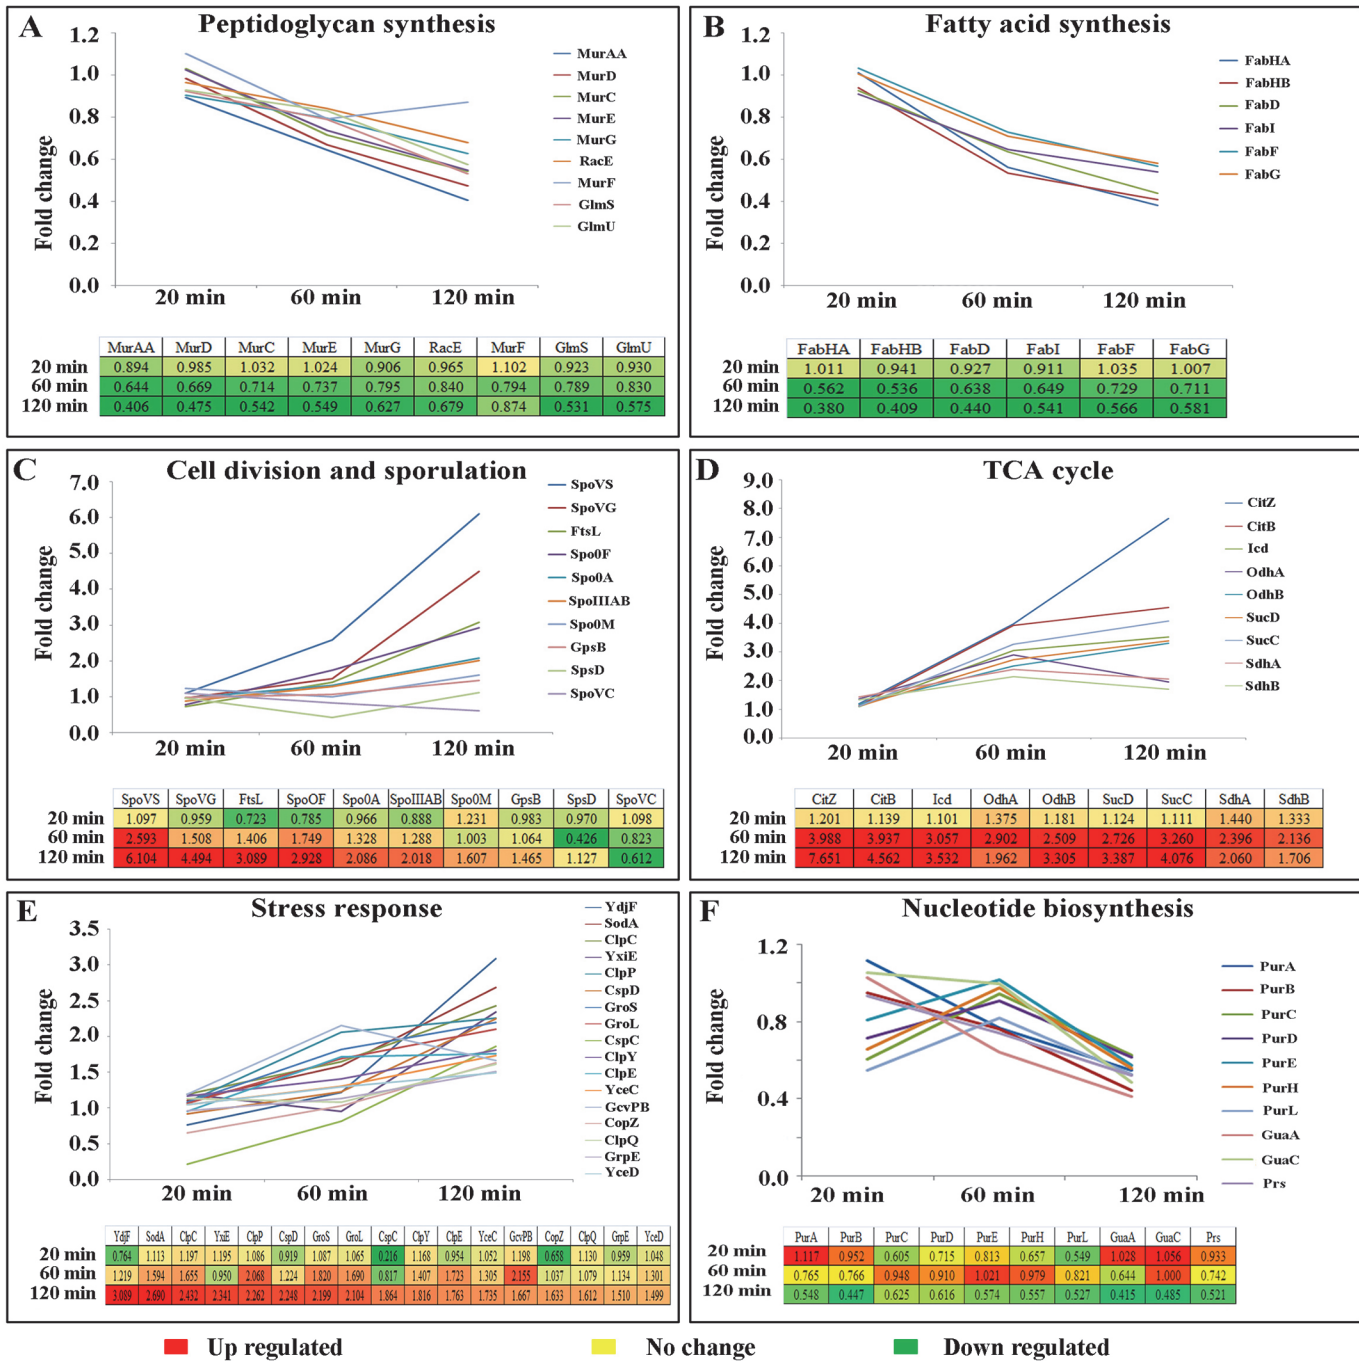 A Peptidoglycan synthesis
Fold change
1.2
1.0
0.8
0.6
0.4
0.2
0.0
20 min 60 min 120 min
MurAA
MurD
MurC
MurE
MurG
RacE
MurF
GlmS
GlmU
MurAA MurD MurC MurE MurG RacE MurF GlmS GlmU
20 min 0.894 0.985 1.032 1.024 0.906 0.965 1.102 0.923 0.930
60 min 0.644 0.669 0.714 0.737 0.795 0.840 0.794 0.789 0.830
120 min 0.406 0.475 0.542 0.549 0.627 0.679 0.874 0.531 0.575
B Fatty acid synthesis
Fold change
1.2
1.0
0.8
0.6
0.4
0.2
0.0
20 min 60 min 120 min
FabHA
FabHB
FabD
FabI
FabF
FabG
FabHA FabHB FabD FabI FabF FabG
20 min 1.011 0.941 0.927 0.911 1.035 1.007
60 min 0.562 0.536 0.638 0.649 0.729 0.711
120 min 0.380 0.409 0.440 0.541 0.566 0.581
C Cell division and sporulation
Fold change
7.0
6.0
5.0
4.0
3.0
2.0
1.0
0.0
20 min 60 min 120 min
SpoVS
SpoVG
FtsL
Spo0F
Spo0A
SpoIIIAB
Spo0M
GpsB
SpsD
SpoVC
SpoVS SpoVG FtsL SpoOF Spo0A SpoIIIAB Spo0M GpsB SpsD SpoVC
20 min 1.097 0.959 0.723 0.785 0.966 0.888 1.231 0.983 0.970 1.098
60 min 2.593 1.508 1.406 1.749 1.328 1.288 1.003 1.064 0.426 0.823
120 min 6.104 4.494 3.089 2.928 2.086 2.018 1.607 1.465 1.127 0.612
D TCA cycle
Fold change
9.0
8.0
7.0
6.0
5.0
4.0
3.0
2.0
1.0
0.0
20 min 60 min 120 min
CitZ
CitB
Icd
OdhA
OdhB
SucD
SucC
SdhA
SdhB
CitZ CitB Icd OdhA OdhB SucD SucC SdhA SdhB
20 min 1.201 1.139 1.101 1.375 1.181 1.124 1.111 1.440 1.333
60 min 3.988 3.937 3.057 2.902 2.509 2.726 3.260 2.396 2.136
120 min 7.651 4.562 3.532 1.962 3.305 3.387 4.076 2.060 1.706
E Stress response
Fold change
3.5
3.0
2.5
2.0
1.5
1.0
0.5
0.0
20 min 60 min 120 min
YdjF
SodA
ClpC
YxiE
ClpP
CspD
GroS
GroL
CspC
ClpY
ClpE
YceC
GcvPB
CopZ
ClpQ
GrpE
YceD
YdjF SodA ClpC YxiE ClpP CspD GroS GroL CspC ClpY ClpE YceC GcvPB CopZ ClpQ GrpE YceD
20 min 0.764 1.113 1.197 1.195 1.086 0.919 1.087 1.065 0.216 1.168 0.954 1.052 1.198 0.658 1.130 0.959 1.048
60 min 1.219 1.594 1.655 0.950 2.068 1.224 1.820 1.690 0.817 1.407 1.723 1.305 2.155 1.037 1.079 1.134 1.301
120 min 3.089 2.690 2.432 2.341 2.262 2.248 2.199 2.104 1.864 1.816 1.763 1.735 1.667 1.633 1.612 1.510 1.499
F Nucleotide biosynthesis
Fold change
1.2
0.8
0.4
0.0
20 min 60 min 120 min
PurA
PurB
PurC
PurD
PurE
PurH
PurL
GuaA
GuaC
Prs
PurA PurB PurC PurD PurE PurH PurL GuaA GuaC Prs
20 min 1.117 0.952 0.605 0.715 0.813 0.657 0.549 1.028 1.056 0.933
60 min 0.765 0.766 0.948 0.910 1.021 0.979 0.821 0.644 1.000 0.742
120 min 0.548 0.447 0.625 0.616 0.574 0.557 0.527 0.415 0.485 0.521
Up regulated No change Down regulated